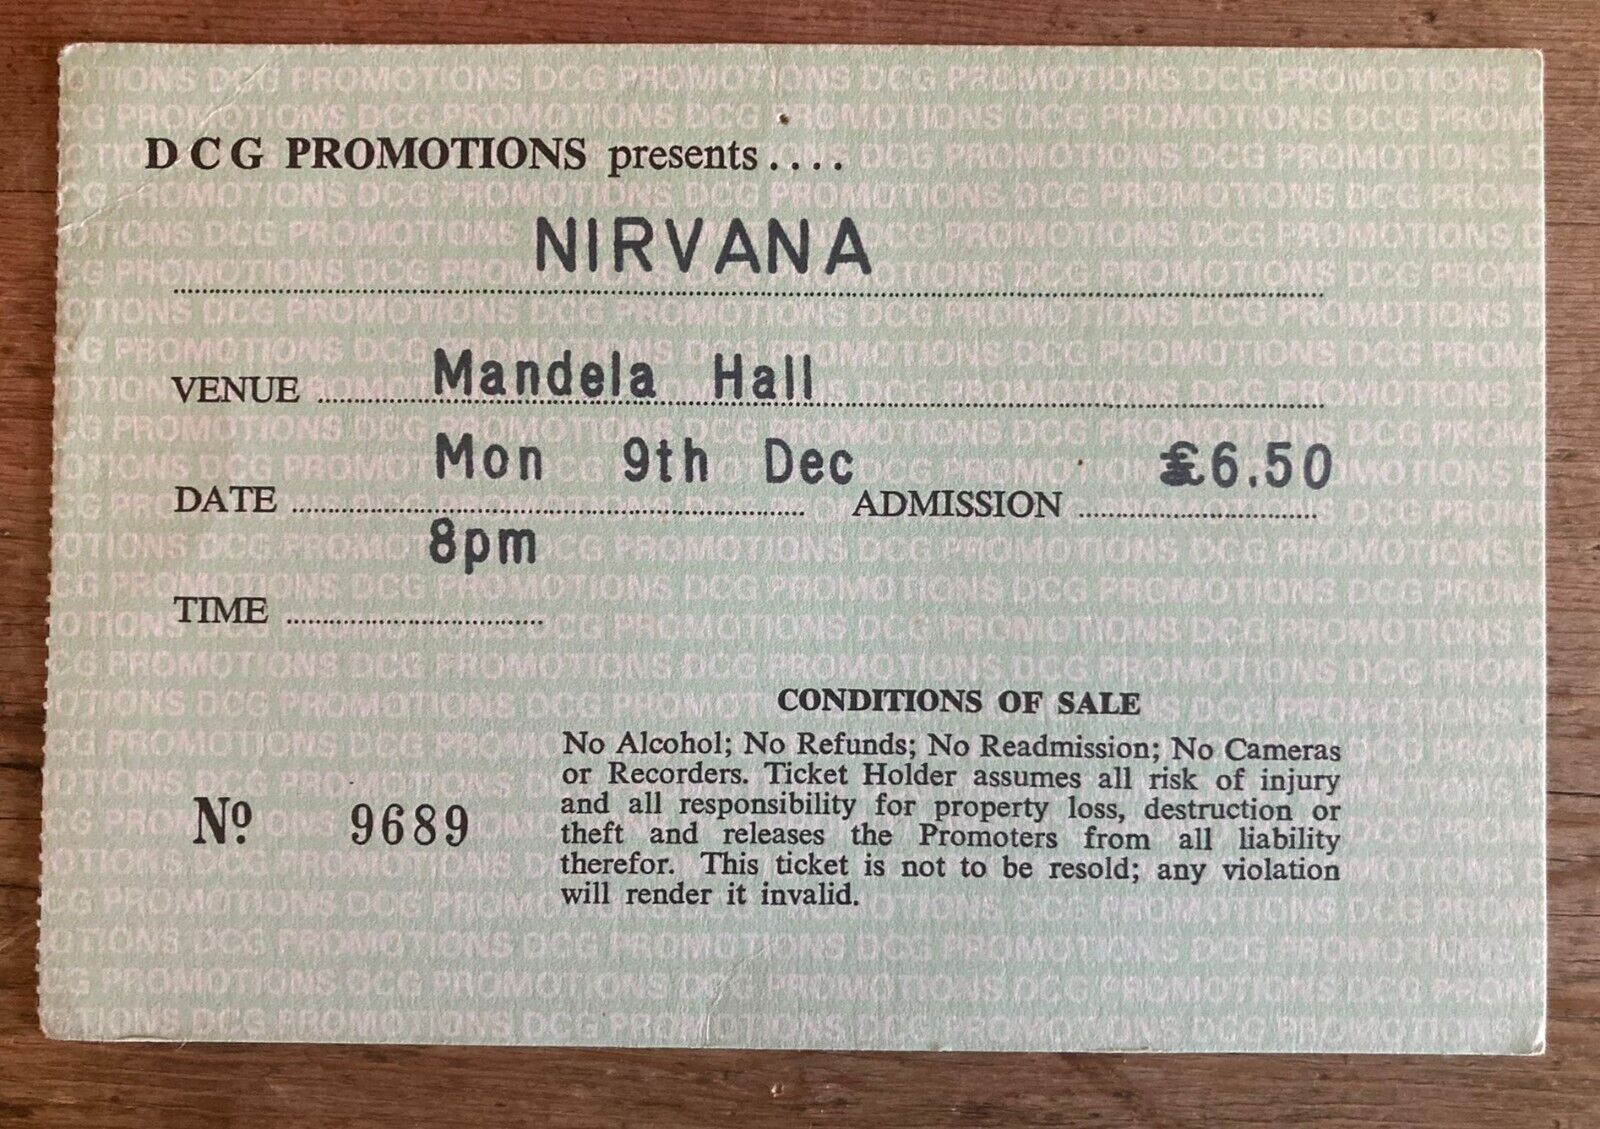 D C G PROMOTIONS presents....
NIRVANA
VENUE Mandela Hall
DATE Mon 9th Dec ADMISSION £6.50
TIME 8pm
CONDITIONS OF SALE
No Alcohol; No Refunds; No Readmission; No Cameras
or Recorders. Ticket Holder assumes all risk of injury
and all responsibility for property loss, destruction or
theft and releases the Promoters from all liability
therefor. This ticket is not to be resold; any violation
will render it invalid.
Nº 9689